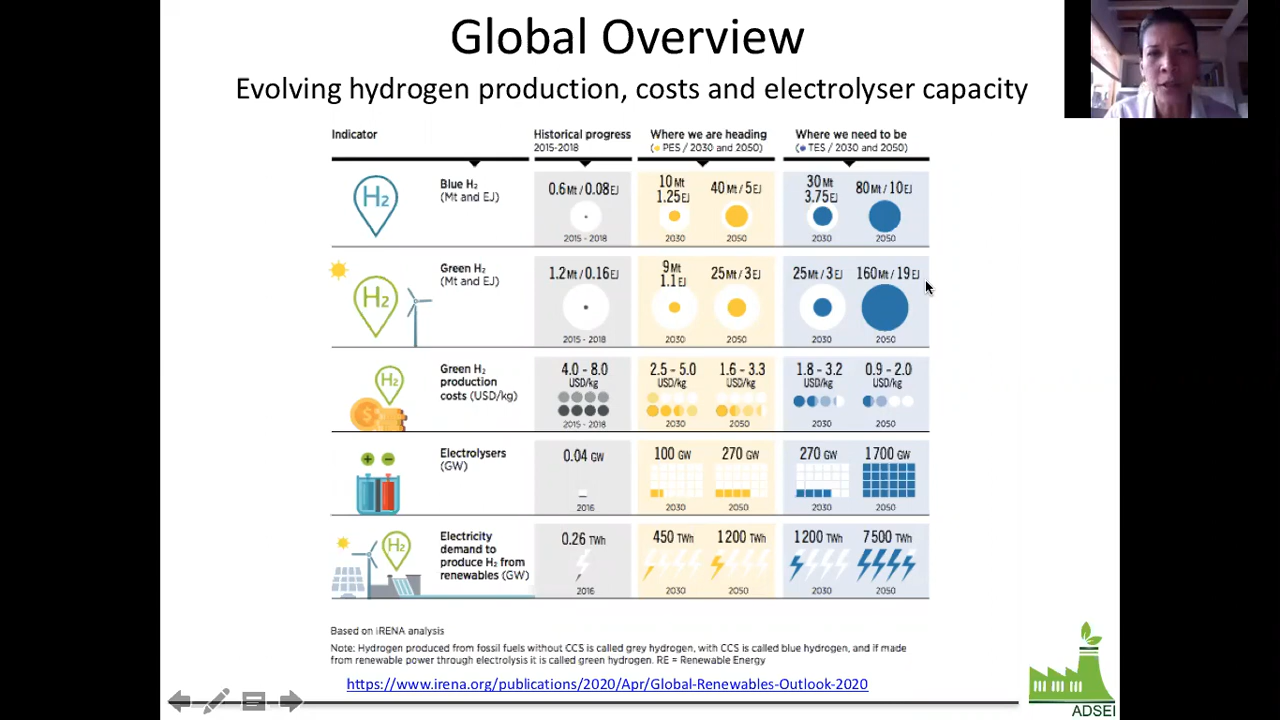 Global Overview
Evolving hydrogen production, costs and electrolyser capacity
Indicator
Historical progress
2015-2018
Where we are heading
(● PES / 2030 and 2050)
Where we need to be
(● TES / 2030 and 2050)
H₂
Blue H₂
(Mt and EJ)
0.6 Mt / 0.08 EJ
2015 - 2018
10 Mt
1.25 EJ
2030
40 Mt / 5 EJ
2050
30 Mt
3.75 EJ
2030
80 Mt / 10 EJ
2050
H₂
Green H₂
(Mt and EJ)
1.2 Mt / 0.16 EJ
2015 - 2018
9 Mt
1.1 EJ
2030
25 Mt / 3 EJ
2050
25 Mt / 3 EJ
2030
160 Mt / 19 EJ
2050
H₂
$
Green H₂
production
costs (USD/kg)
4.0 - 8.0
USD/kg
2015 - 2018
2.5 - 5.0
USD/kg
2030
1.6 - 3.3
USD/kg
2050
1.8 - 3.2
USD/kg
2030
0.9 - 2.0
USD/kg
2050
+ −
Electrolysers
(GW)
0.04 GW
2016
100 GW
2030
270 GW
2050
270 GW
2030
1700 GW
2050
H₂
Electricity
demand to
produce H₂ from
renewables (GW)
0.26 TWh
2016
450 TWh
2030
1200 TWh
2050
1200 TWh
2030
7500 TWh
2050
Based on iRENA analysis
Note: Hydrogen produced from fossil fuels without CCS is called grey hydrogen, with CCS is called blue hydrogen, and if made
from renewable power through electrolysis it is called green hydrogen. RE = Renewable Energy
https://www.irena.org/publications/2020/Apr/Global-Renewables-Outlook-2020
ADSEI